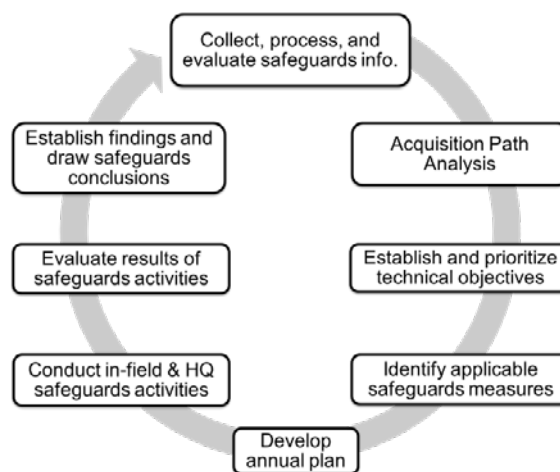 Collect, process, and
evaluate safeguards info.
Acquisition Path
Analysis
Establish and prioritize
technical objectives
Identify applicable
safeguards measures
Develop
annual plan
Conduct in-field & HQ
safeguards activities
Evaluate results of
safeguards activities
Establish findings and
draw safeguards
conclusions